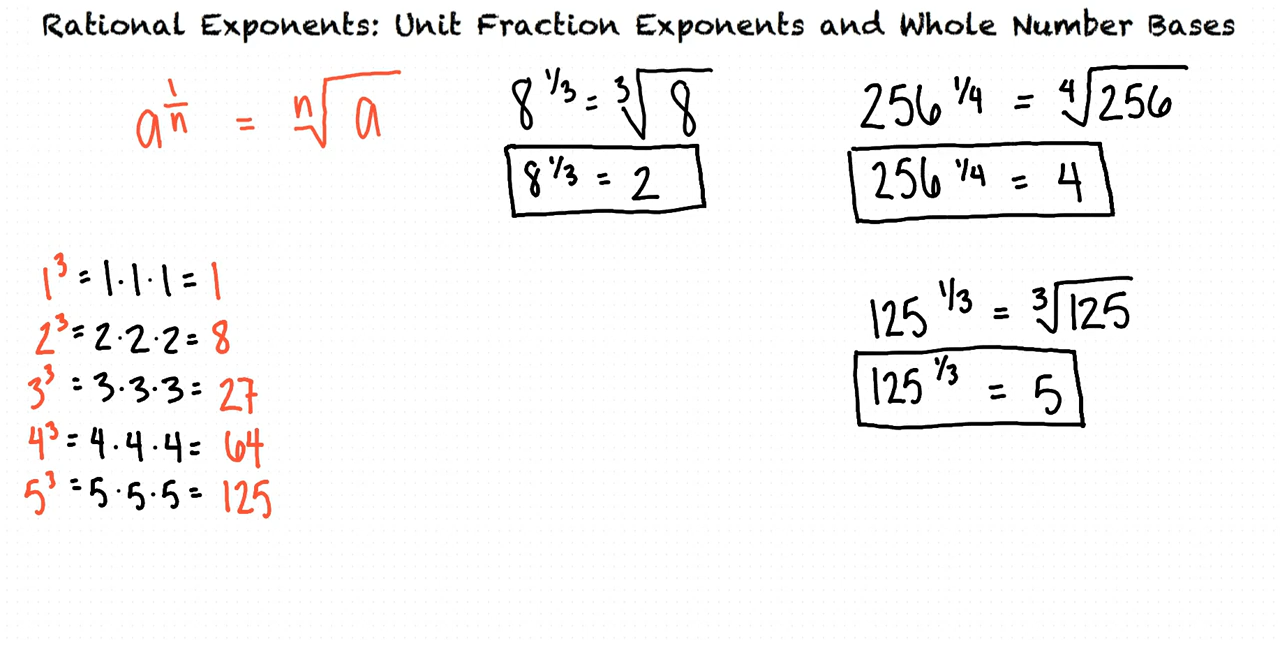 Rational Exponents: Unit Fraction Exponents and Whole Number Bases
a^(1/n) = ⁿ√a
8^(1/3) = ³√8
8^(1/3) = 2
256^(1/4) = ⁴√256
256^(1/4) = 4
1³ = 1·1·1 = 1
2³ = 2·2·2 = 8
3³ = 3·3·3 = 27
4³ = 4·4·4 = 64
5³ = 5·5·5 = 125
125^(1/3) = ³√125
125^(1/3) = 5